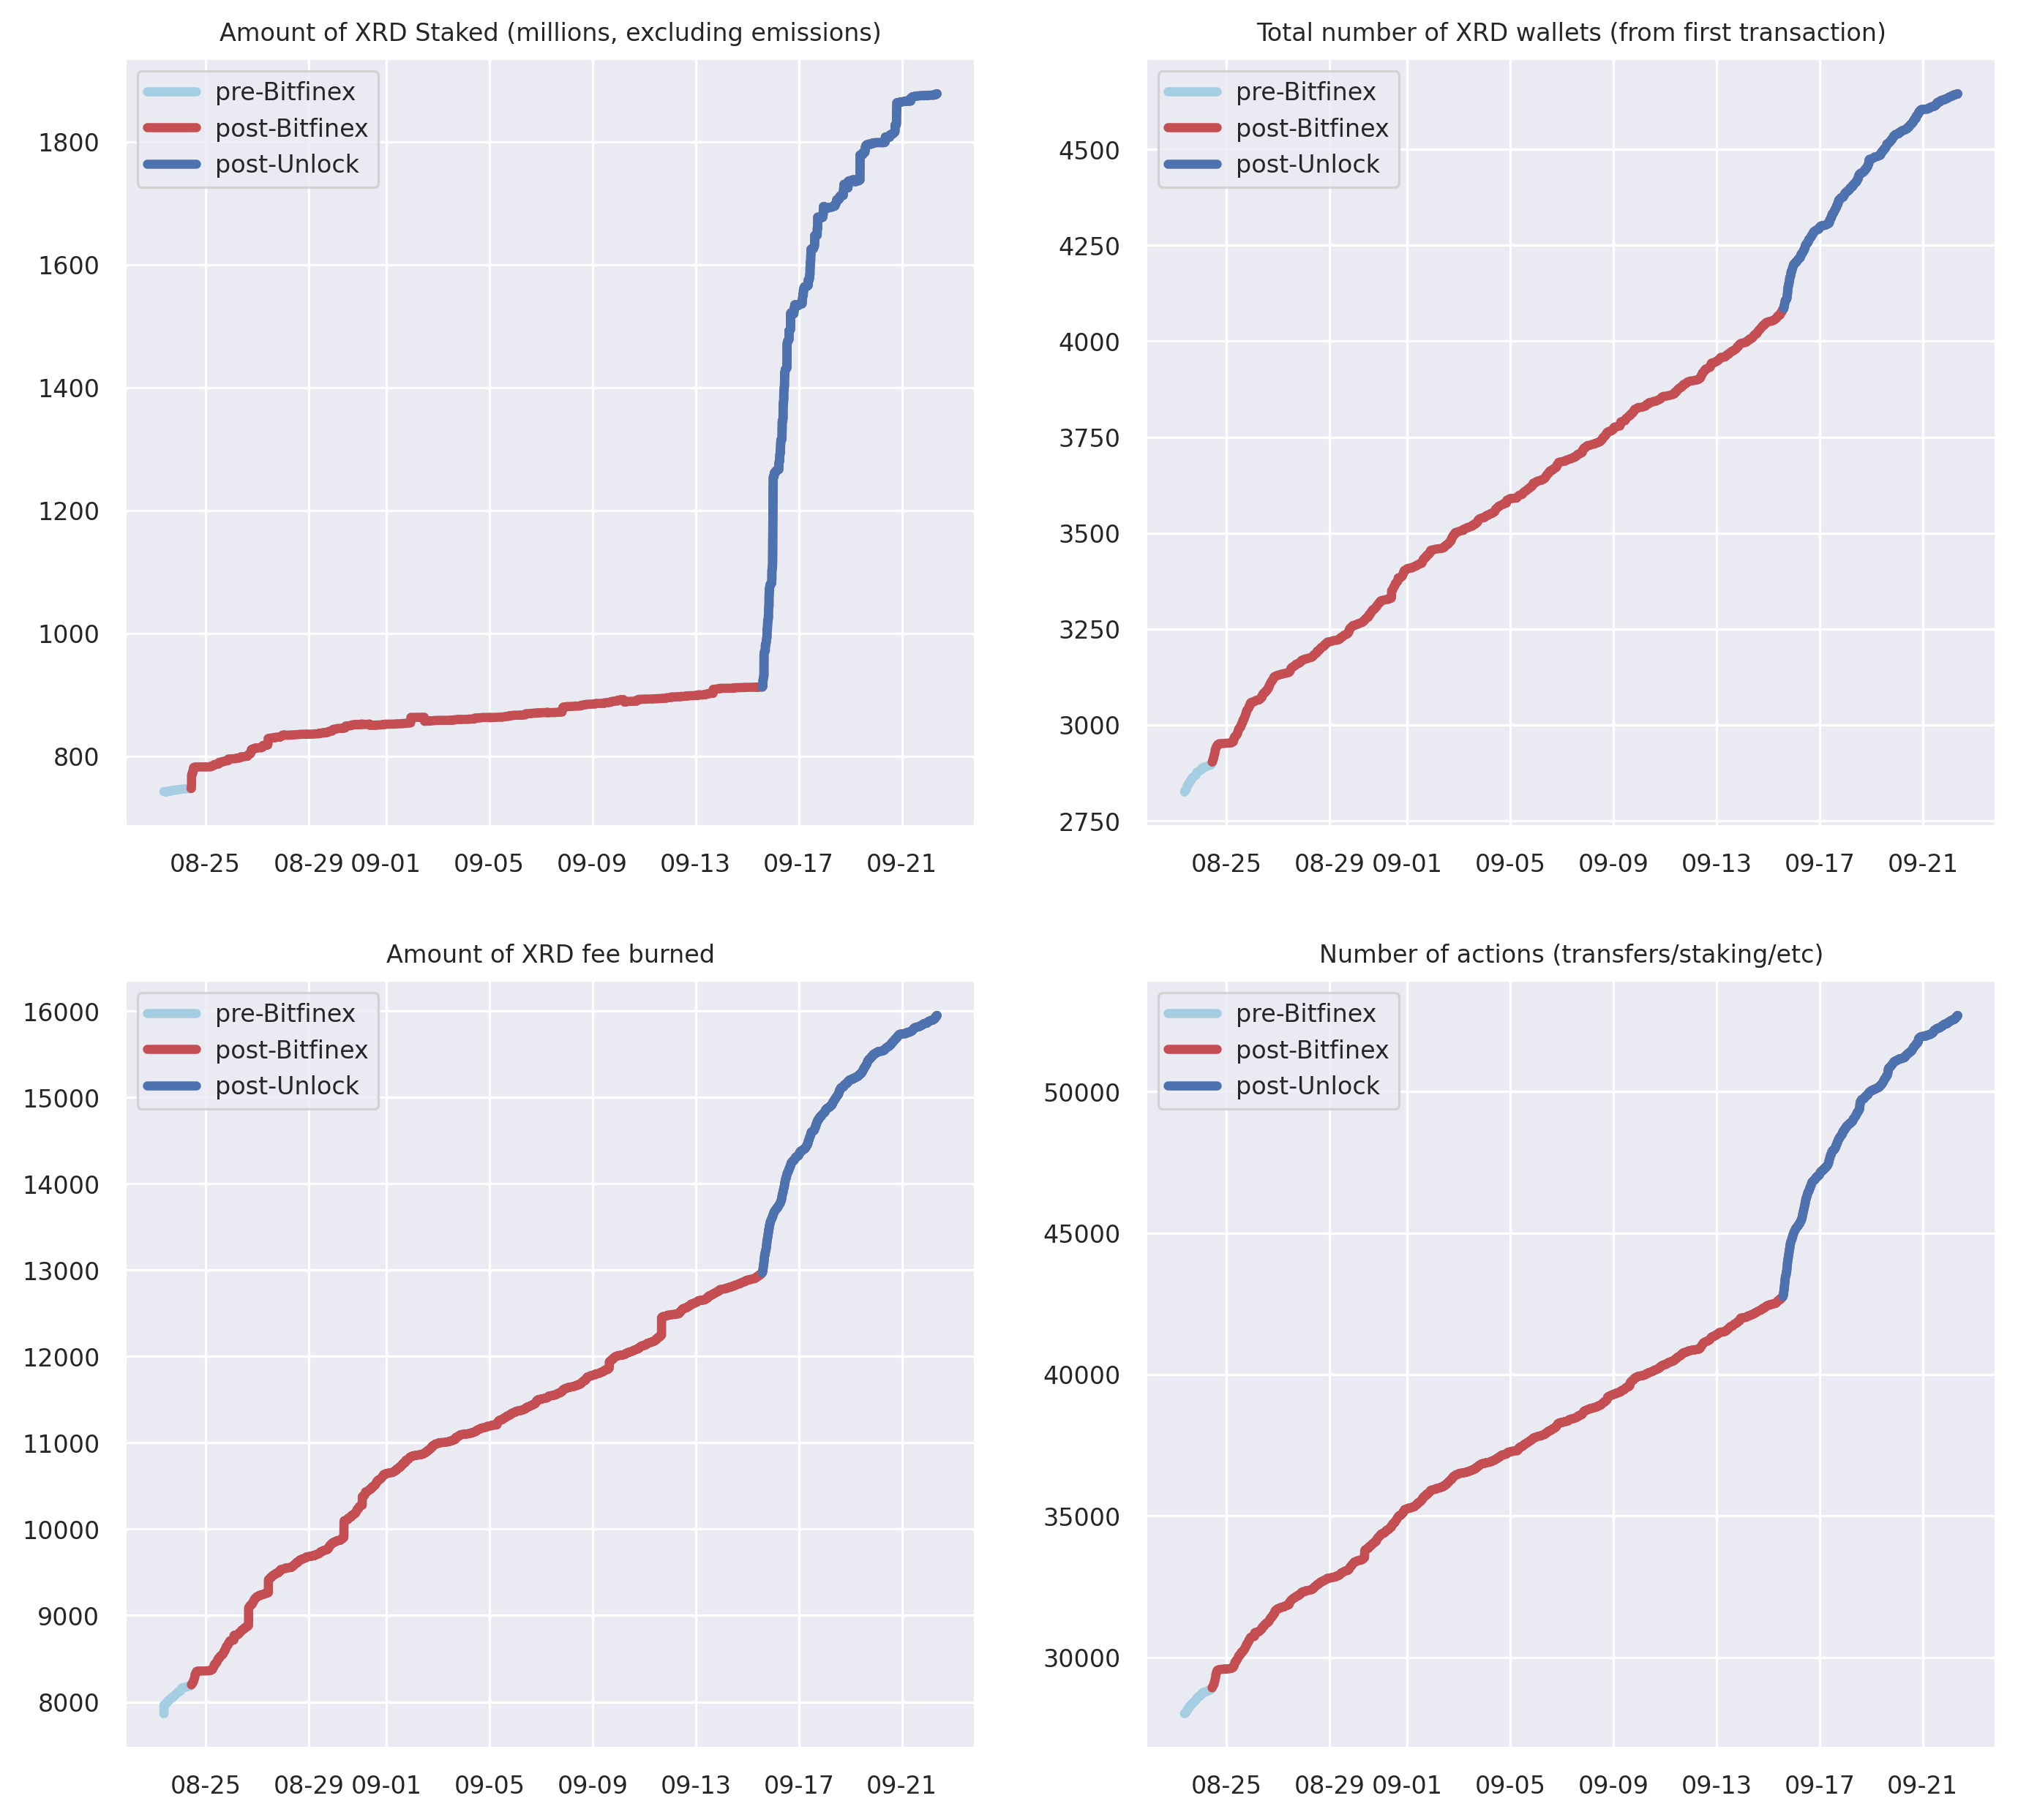 Amount of XRD Staked (millions, excluding emissions)
pre-Bitfinex
post-Bitfinex
post-Unlock
1800
1600
1400
1200
1000
800
08-25 08-29 09-01 09-05 09-09 09-13 09-17 09-21
Total number of XRD wallets (from first transaction)
pre-Bitfinex
post-Bitfinex
post-Unlock
4500
4250
4000
3750
3500
3250
3000
2750
08-25 08-29 09-01 09-05 09-09 09-13 09-17 09-21
Amount of XRD fee burned
pre-Bitfinex
post-Bitfinex
post-Unlock
16000
15000
14000
13000
12000
11000
10000
9000
8000
08-25 08-29 09-01 09-05 09-09 09-13 09-17 09-21
Number of actions (transfers/staking/etc)
pre-Bitfinex
post-Bitfinex
post-Unlock
50000
45000
40000
35000
30000
08-25 08-29 09-01 09-05 09-09 09-13 09-17 09-21